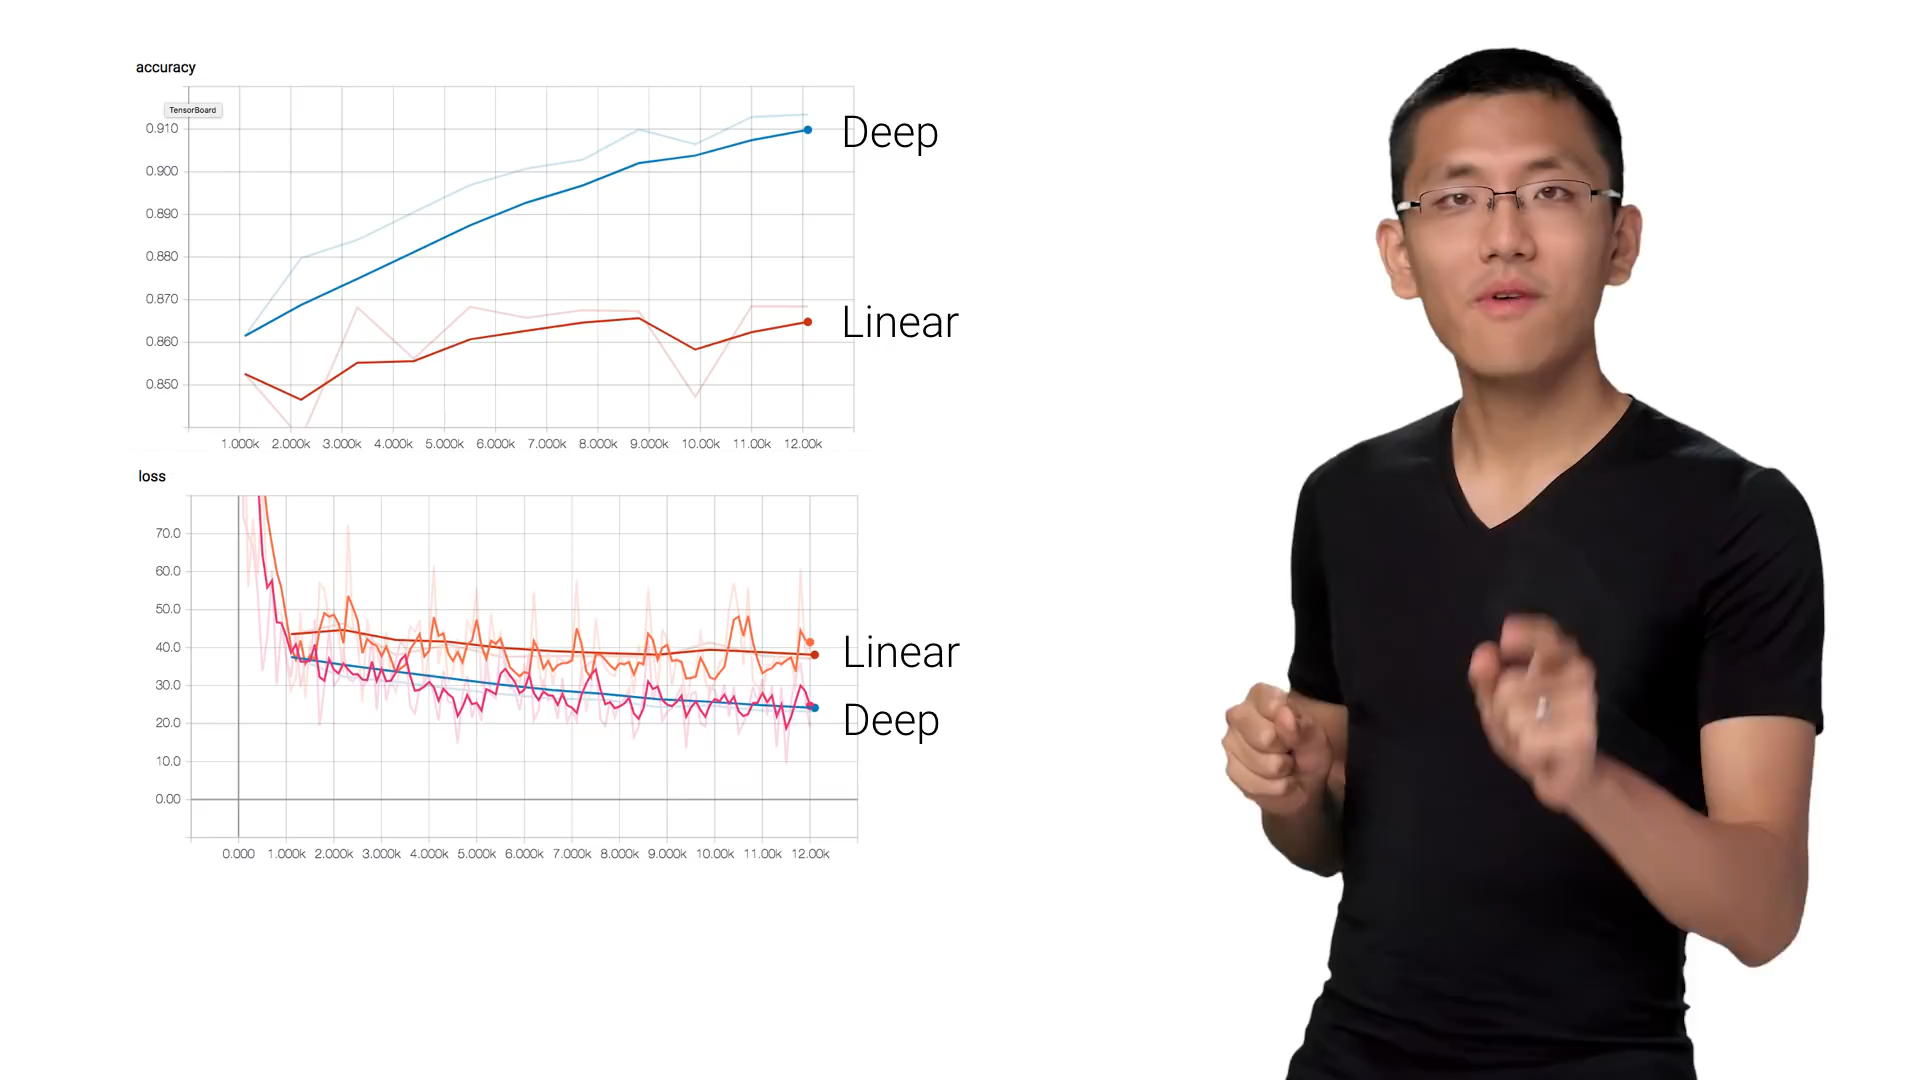 accuracy
TensorBoard
0.910
Deep
0.900
0.890
0.880
0.870
Linear
0.860
0.850
1.000k 2.000k 3.000k 4.000k 5.000k 6.000k 7.000k 8.000k 9.000k 10.00k 11.00k 12.00k
loss
70.0
60.0
50.0
40.0
Linear
30.0
20.0
Deep
10.0
0.00
0.000 1.000k 2.000k 3.000k 4.000k 5.000k 6.000k 7.000k 8.000k 9.000k 10.00k 11.00k 12.00k